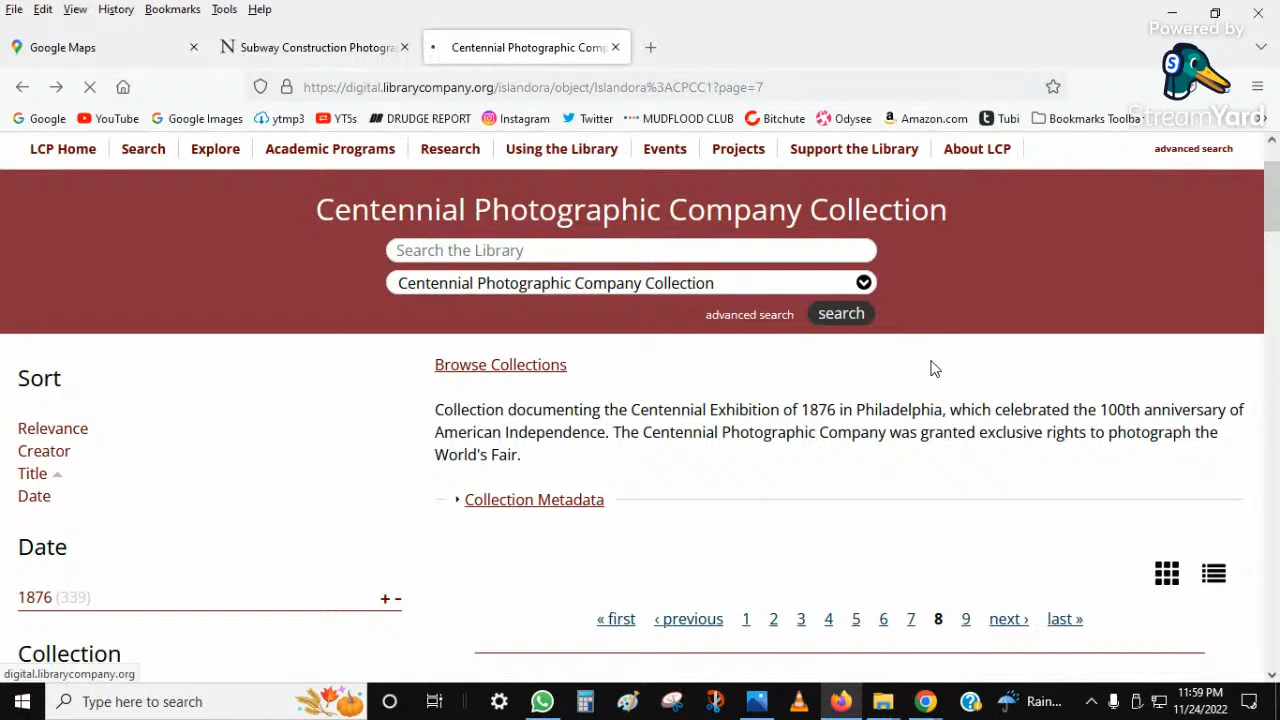 File Edit View History Bookmarks Tools Help
Powered by
Google Maps
Subway Construction Photogra
Centennial Photographic Comp
StreamYard
https://digital.librarycompany.org/islandora/object/Islandora%3ACPCC1?page=7
Google YouTube Google Images ytmp3 YT5s DRUDGE REPORT Instagram Twitter MUDFLOOD CLUB Bitchute Odysee Amazon.com Tubi Bookmarks Toolba
LCP Home Search Explore Academic Programs Research Using the Library Events Projects Support the Library About LCP advanced search
Centennial Photographic Company Collection
Search the Library
Centennial Photographic Company Collection
advanced search search
Browse Collections
Sort
Relevance
Creator
Title
Date
Collection documenting the Centennial Exhibition of 1876 in Philadelphia, which celebrated the 100th anniversary of
American Independence. The Centennial Photographic Company was granted exclusive rights to photograph the
World's Fair.
Collection Metadata
Date
1876 (339) + -
« first ‹ previous 1 2 3 4 5 6 7 8 9 next › last »
Collection
digital.librarycompany.org
Type here to search
Rain...
11:59 PM
11/24/2022